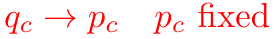 q_c → p_c  p_c fixed